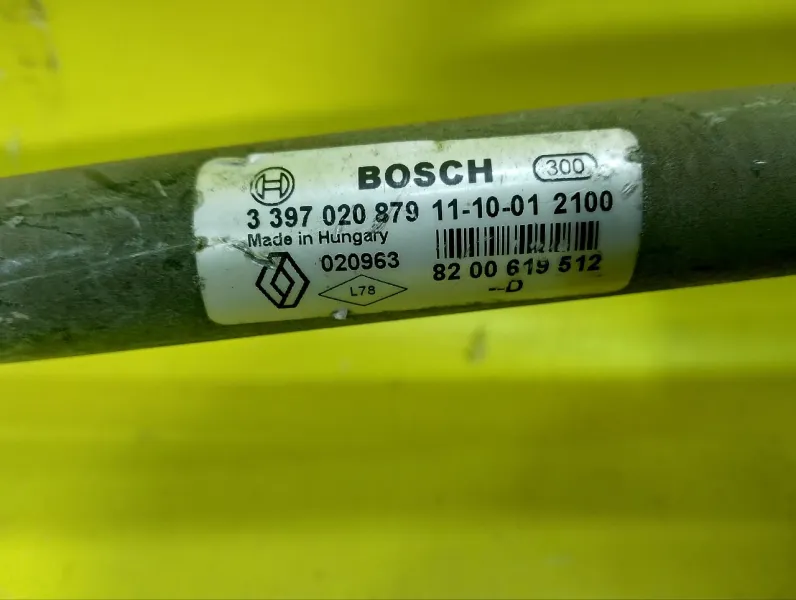 BOSCH 300
3 397 020 879 11-10-01 2100
Made in Hungary
020963 82 00 619 512
L78 --D